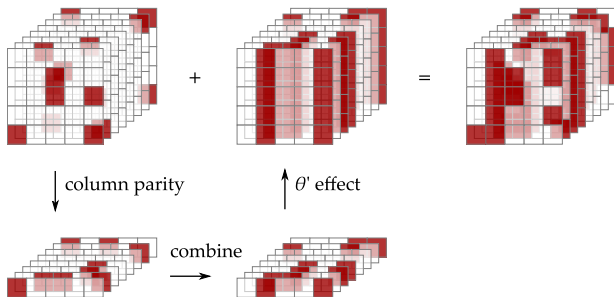 +
=
column parity
θ' effect
combine